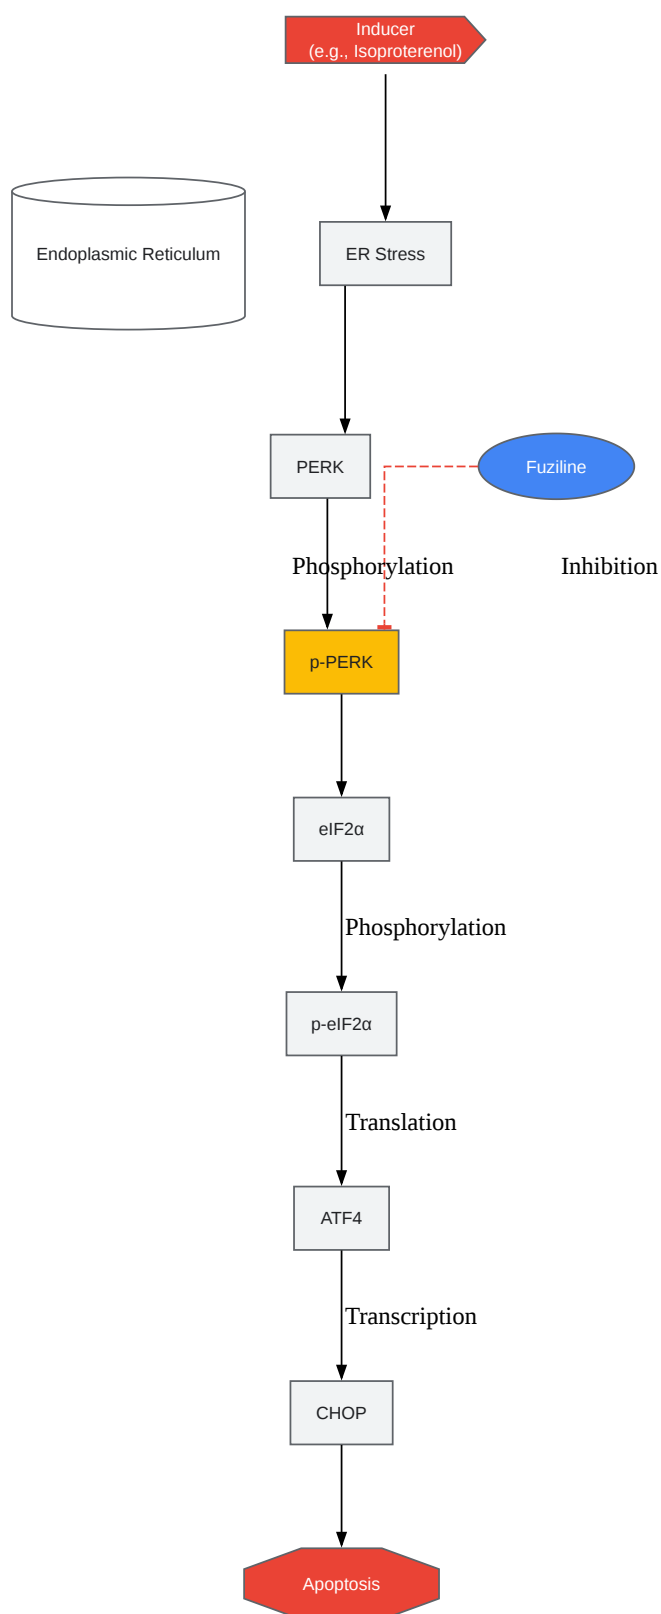 Inducer
(e.g., Isoproterenol)
Endoplasmic Reticulum
ER Stress
PERK
Fuziline
Phosphorylation
Inhibition
p-PERK
eIF2α
Phosphorylation
p-eIF2α
Translation
ATF4
Transcription
CHOP
Apoptosis